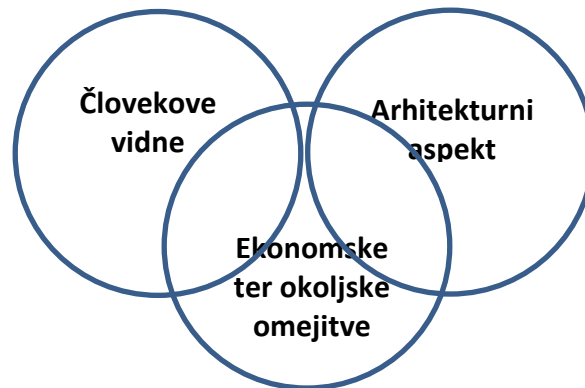 Človekove
vidne
Arhitekturni
aspekt
Ekonomske
ter okoljske
omejitve